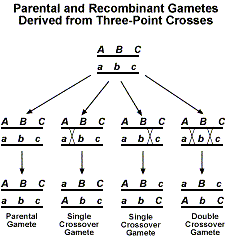 Parental and Recombinant Gametes
Derived from Three-Point Crosses
A B C
a b c
A B C A B C A B C A B C
a b c a b c a b c a b c
A B C a B C A B c a B c
a b c A b c a b C A b C
Parental Gamete Single Crossover Gamete Single Crossover Gamete Double Crossover Gamete